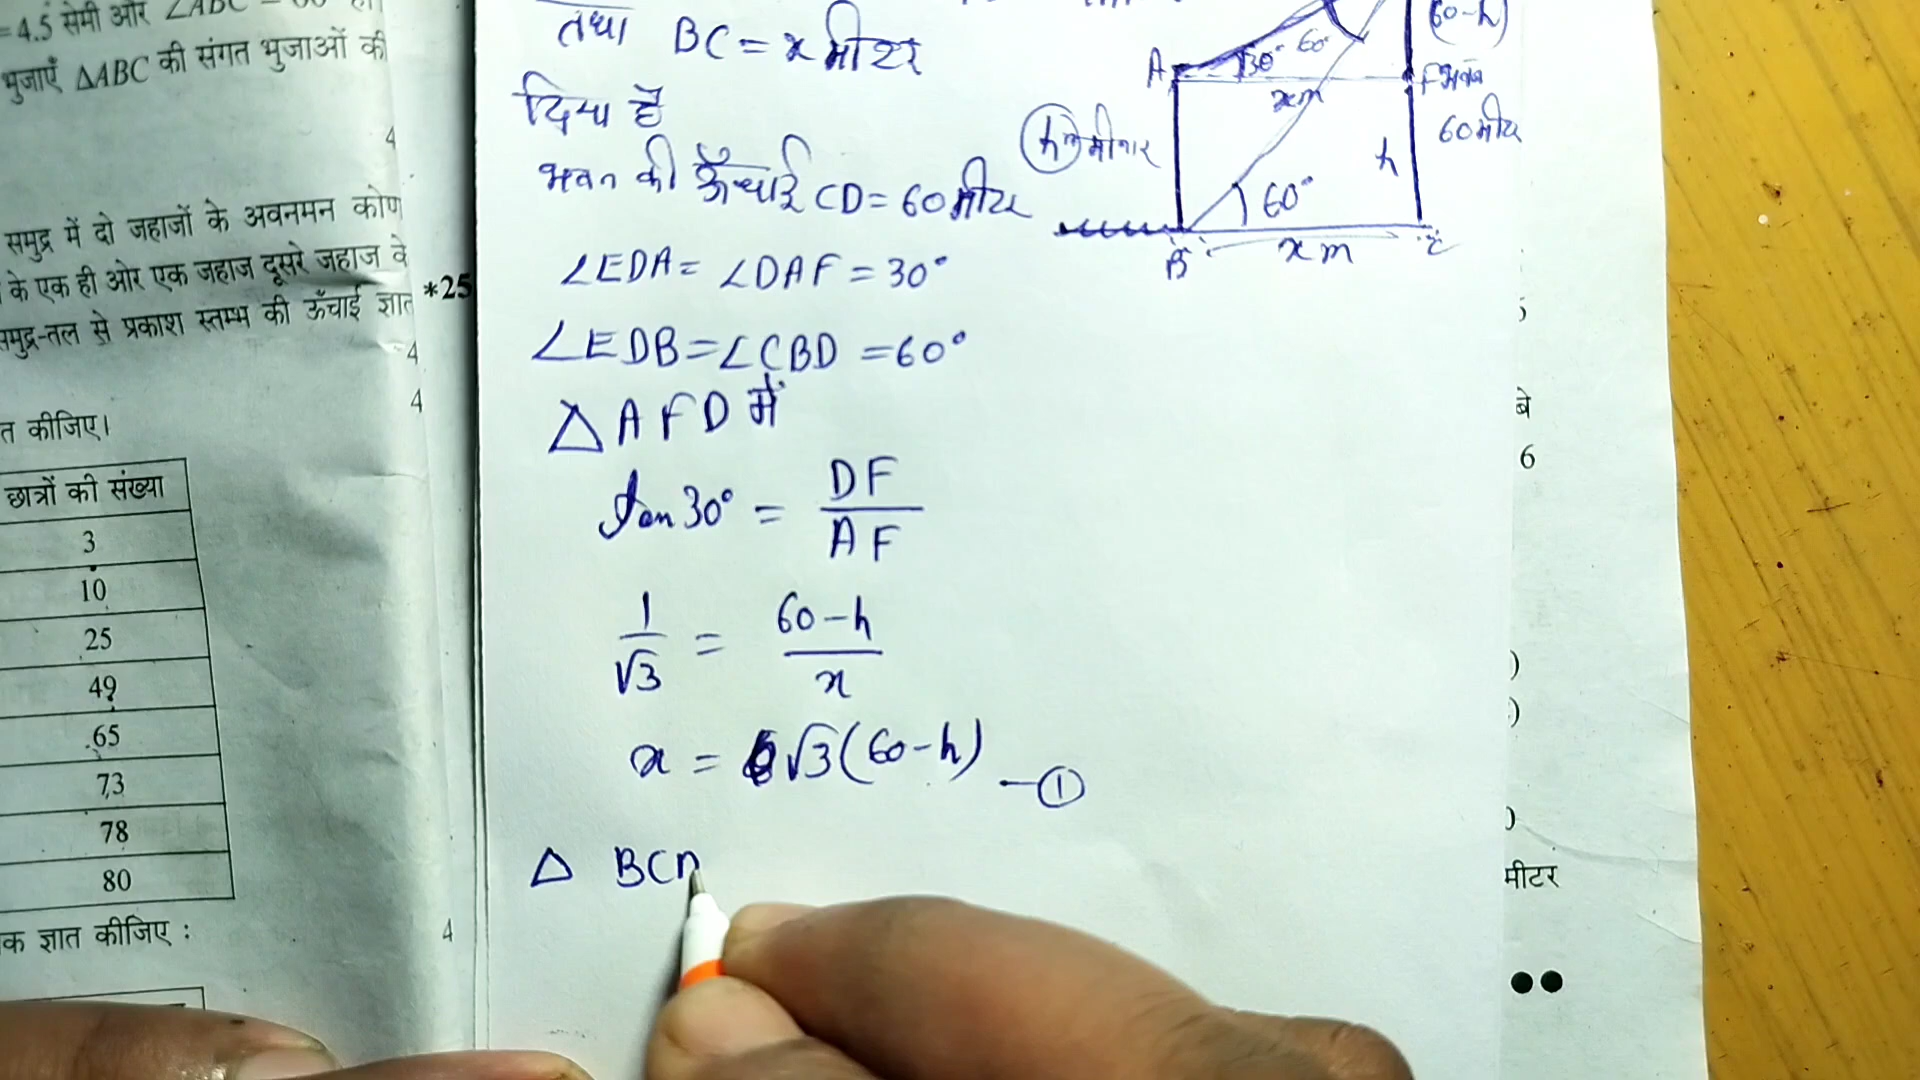 = 4.5 सेमी और ∠ABC = 60
भुजाएँ ΔABC की संगत भुजाओं की
4
समुद्र में दो जहाजों के अवनमन कोण
के एक ही ओर एक जहाज दूसरे जहाज के
समुद्र-तल से प्रकाश स्तम्भ की ऊँचाई ज्ञात
4
4
त कीजिए।
छात्रों की संख्या
3
10
25
49
65
73
78
80
क ज्ञात कीजिए :
4
*25
तथा BC = x मीटर
दिया है
भवन की ऊँचाई CD = 60 मीटर
∠EDA = ∠DAF = 30°
∠EDB = ∠CBD = 60°
△ AFD में
tan 30° = DF / AF
1/√3 = 60-h / x
x = √3 (60-h) — ①
△ BCD
(60-h)
A 30° 60° F भवन
x m
60 मीटर
h मीनार
h
60°
B x m C
बे
6
)
)
मीटर